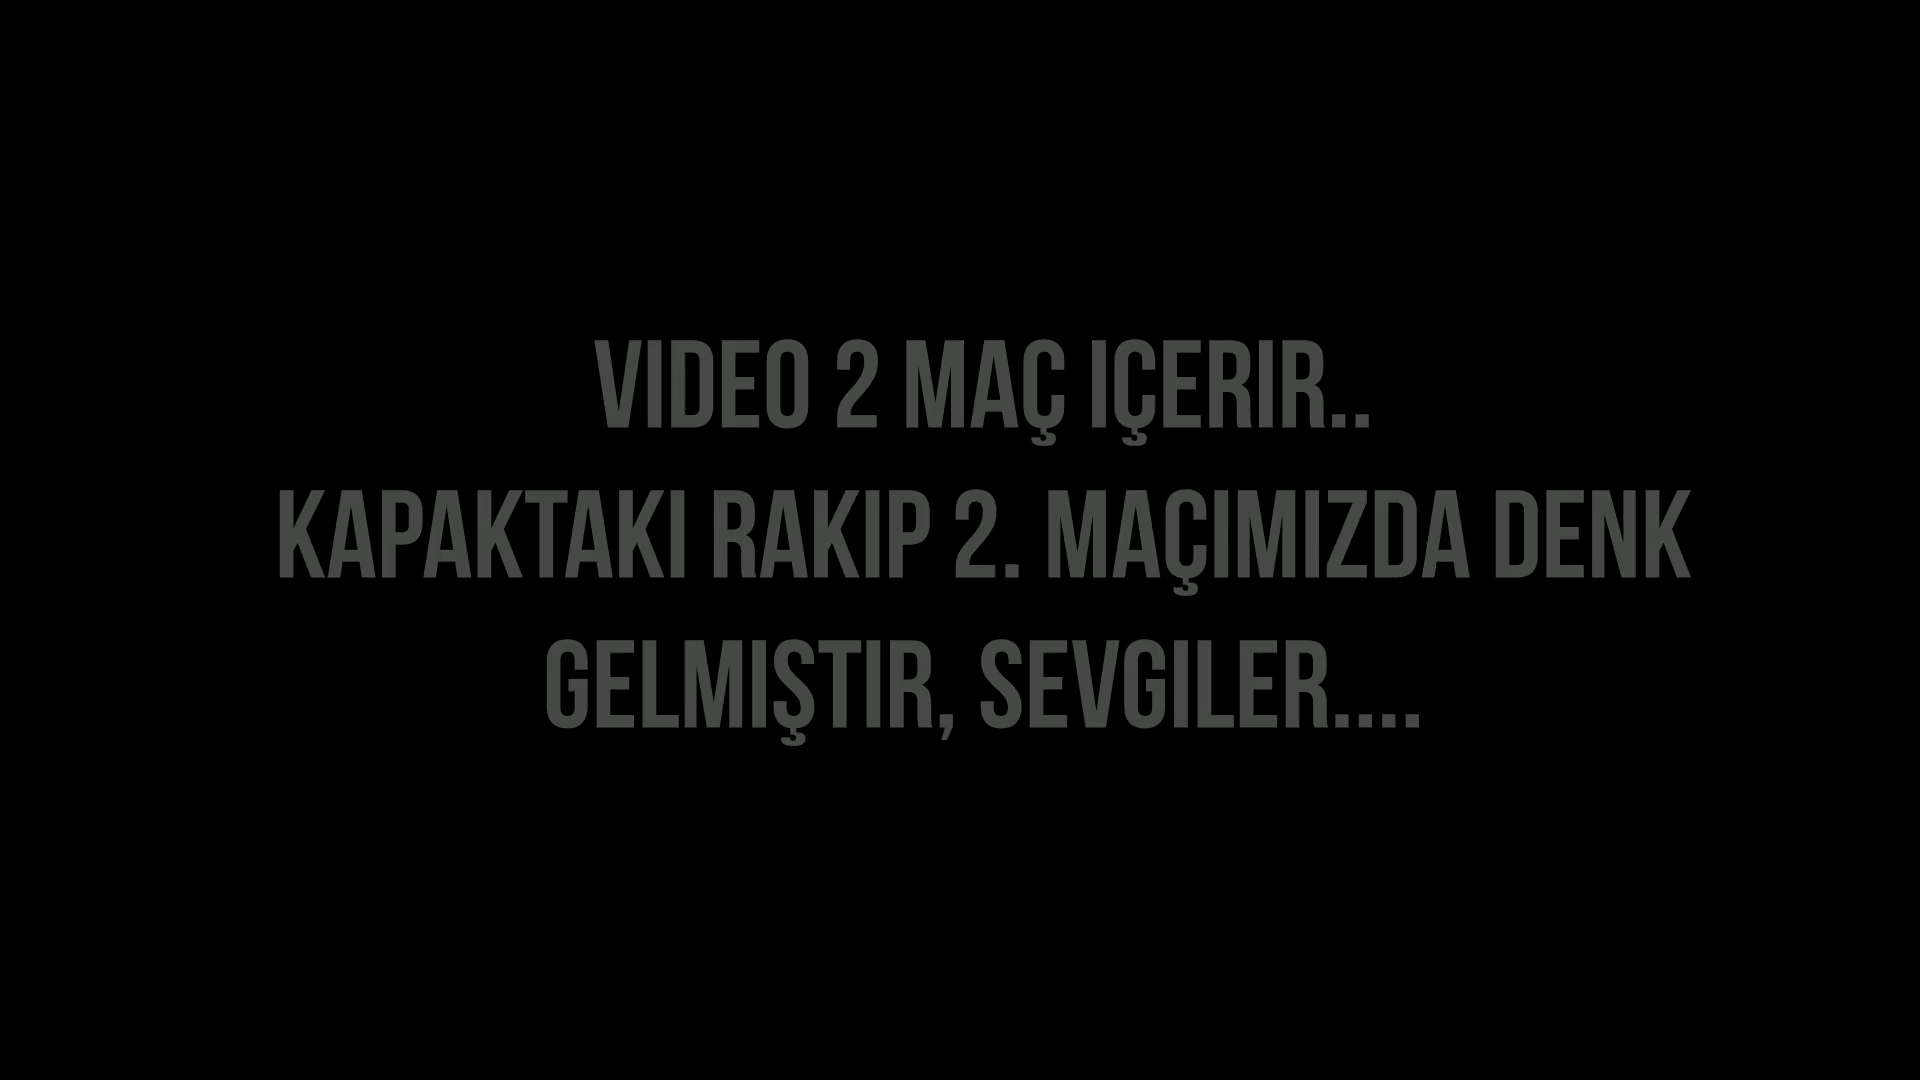 VIDEO 2 MAÇ IÇERIR..
KAPAKTAKI RAKIP 2. MAÇIMIZDA DENK
GELMIŞTIR, SEVGILER....